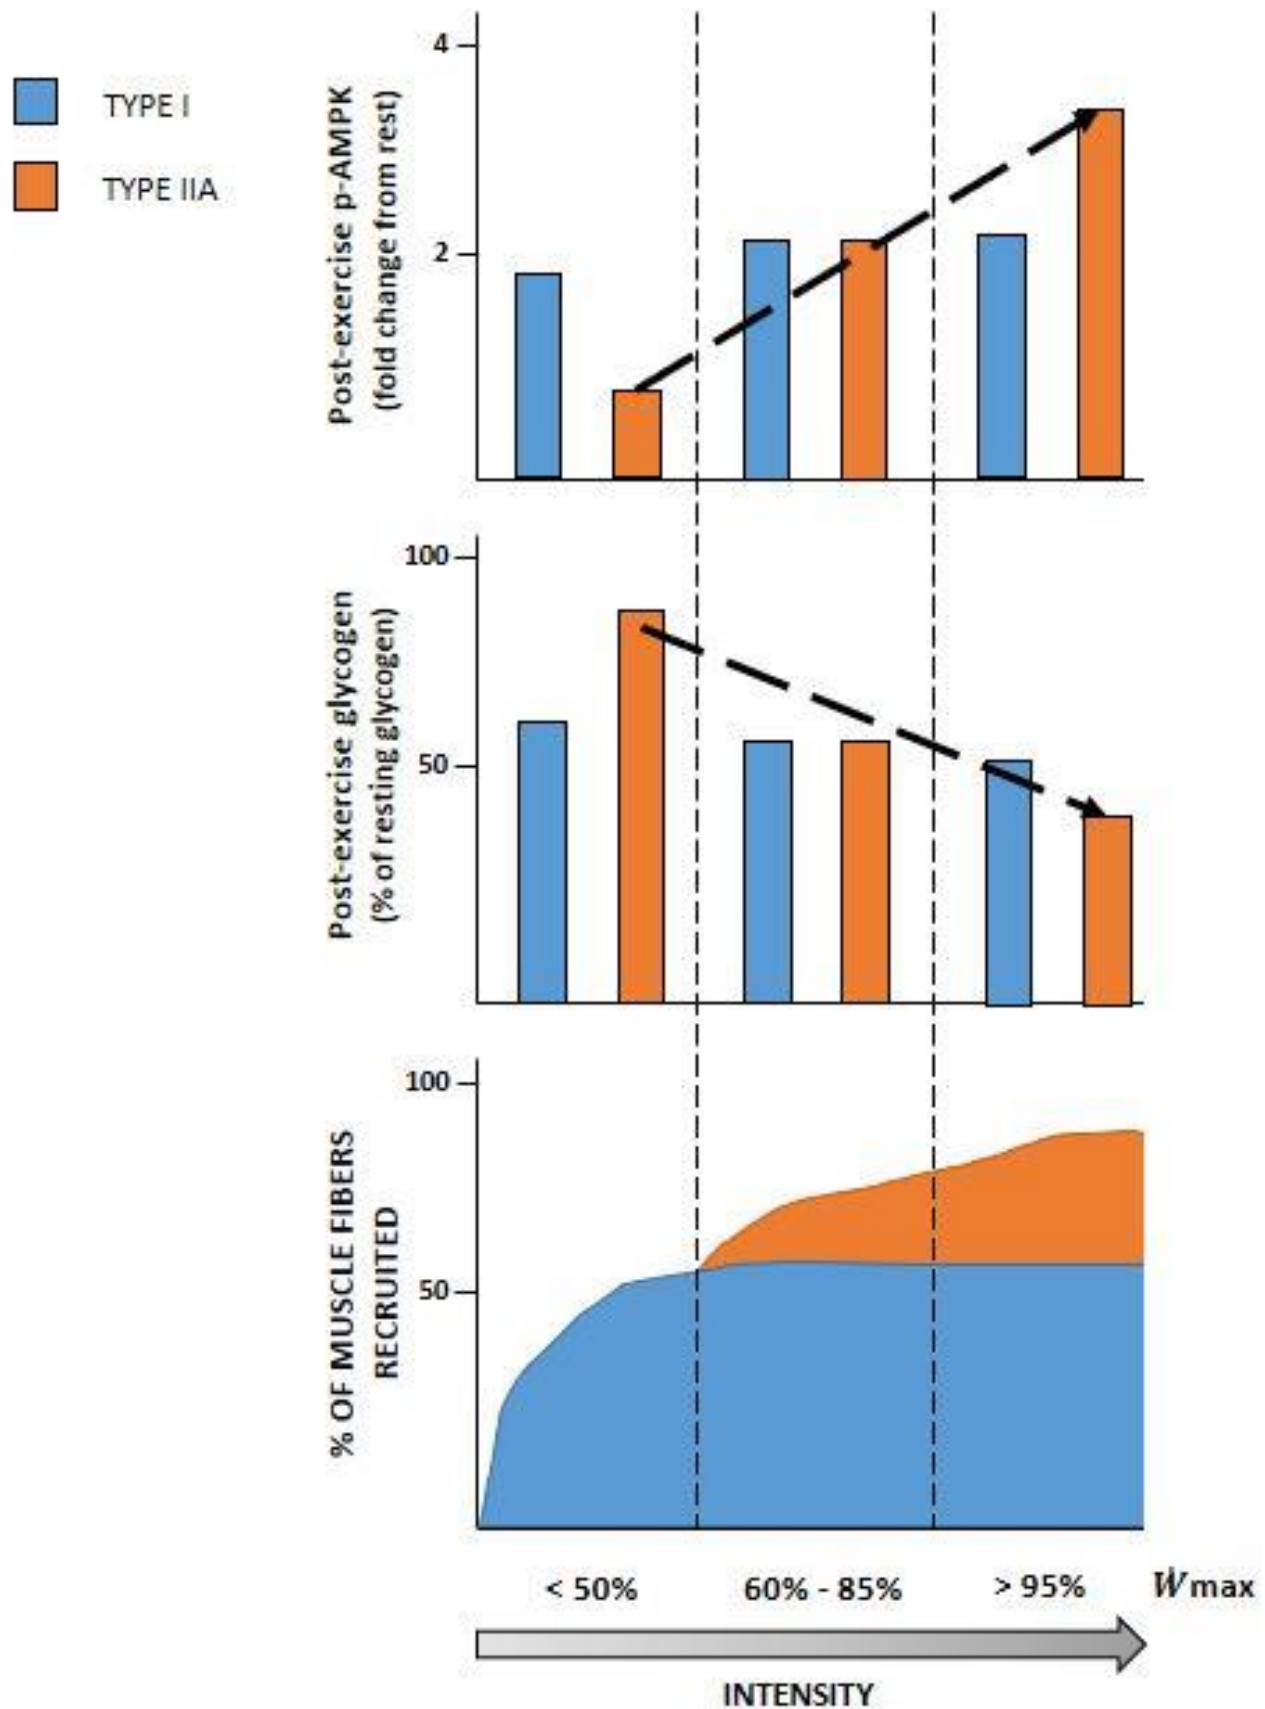 TYPE I
TYPE IIA
Post-exercise p-AMPK
(fold change from rest)
4
2
Post-exercise glycogen
(% of resting glycogen)
100
50
% OF MUSCLE FIBERS
RECRUITED
100
50
< 50%
60% - 85%
> 95%
Ẇmax
INTENSITY